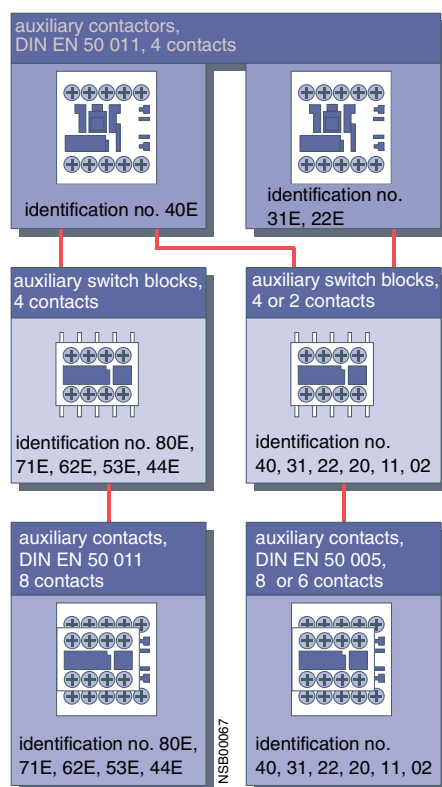 auxiliary contactors,
DIN EN 50 011, 4 contacts
identification no. 40E
identification no.
31E, 22E
auxiliary switch blocks,
4 contacts
identification no. 80E,
71E, 62E, 53E, 44E
auxiliary switch blocks,
4 or 2 contacts
identification no.
40, 31, 22, 20, 11, 02
auxiliary contacts,
DIN EN 50 011
8 contacts
identification no. 80E,
71E, 62E, 53E, 44E
NSB00067
auxiliary contacts,
DIN EN 50 005,
8 or 6 contacts
identification no.
40, 31, 22, 20, 11, 02